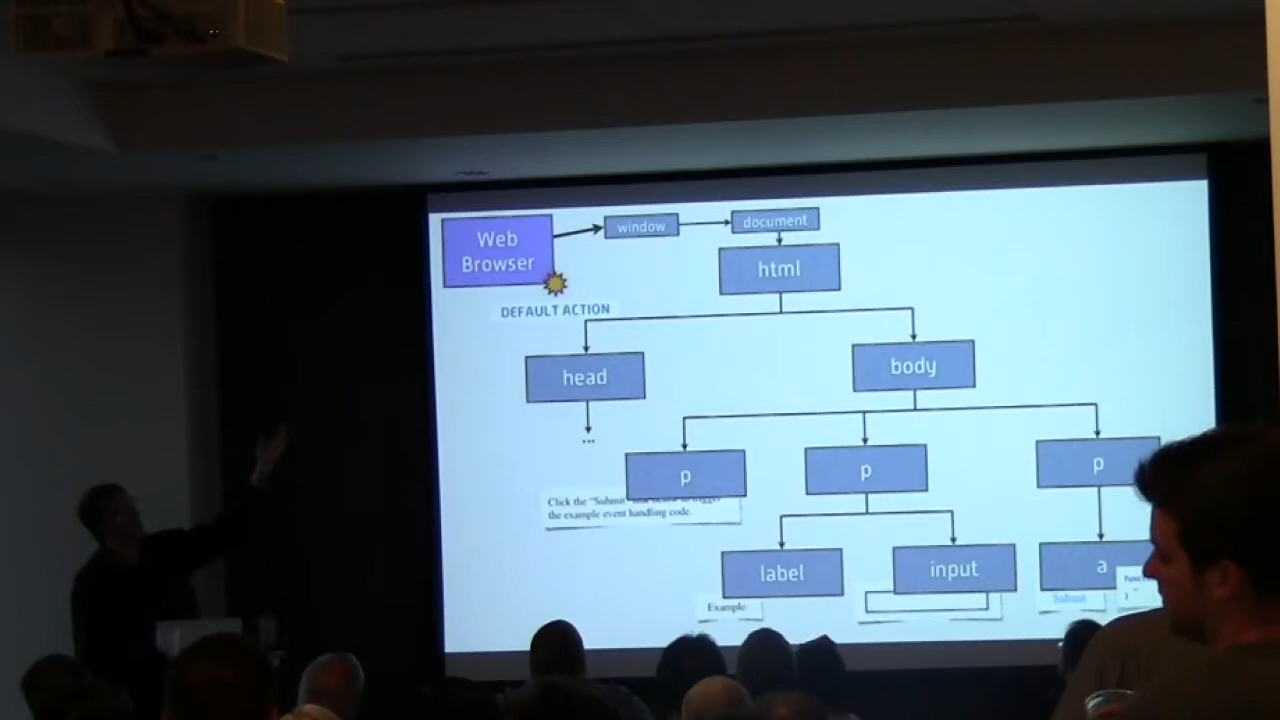 Web
Browser
window
document
html
DEFAULT ACTION
head
body
...
p
p
p
Click the "Submit"
the example event handling code.
label
input
a
Example:
Submit